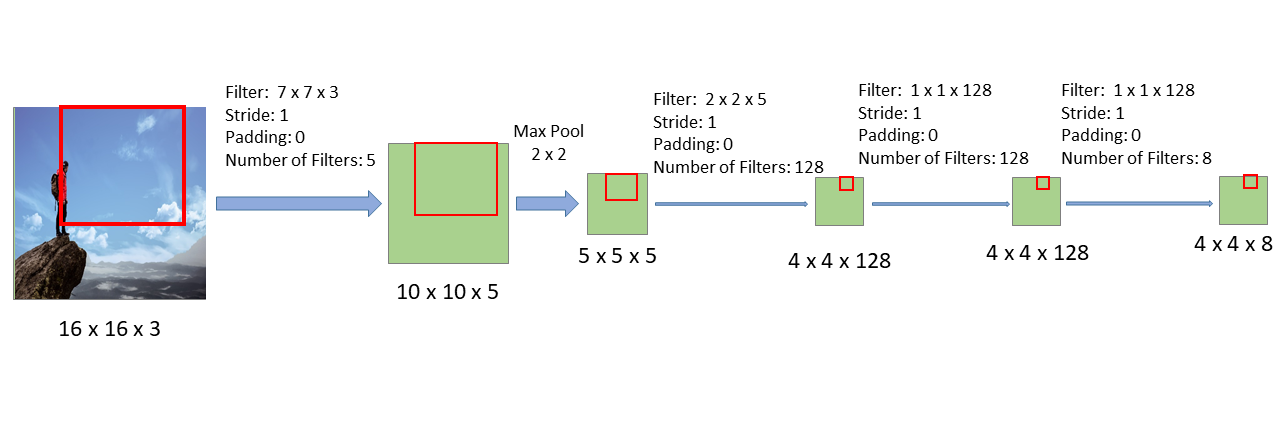 16 x 16 x 3
Filter: 7 x 7 x 3
Stride: 1
Padding: 0
Number of Filters: 5
10 x 10 x 5
Max Pool
2 x 2
5 x 5 x 5
Filter: 2 x 2 x 5
Stride: 1
Padding: 0
Number of Filters: 128
4 x 4 x 128
Filter: 1 x 1 x 128
Stride: 1
Padding: 0
Number of Filters: 128
4 x 4 x 128
Filter: 1 x 1 x 128
Stride: 1
Padding: 0
Number of Filters: 8
4 x 4 x 8